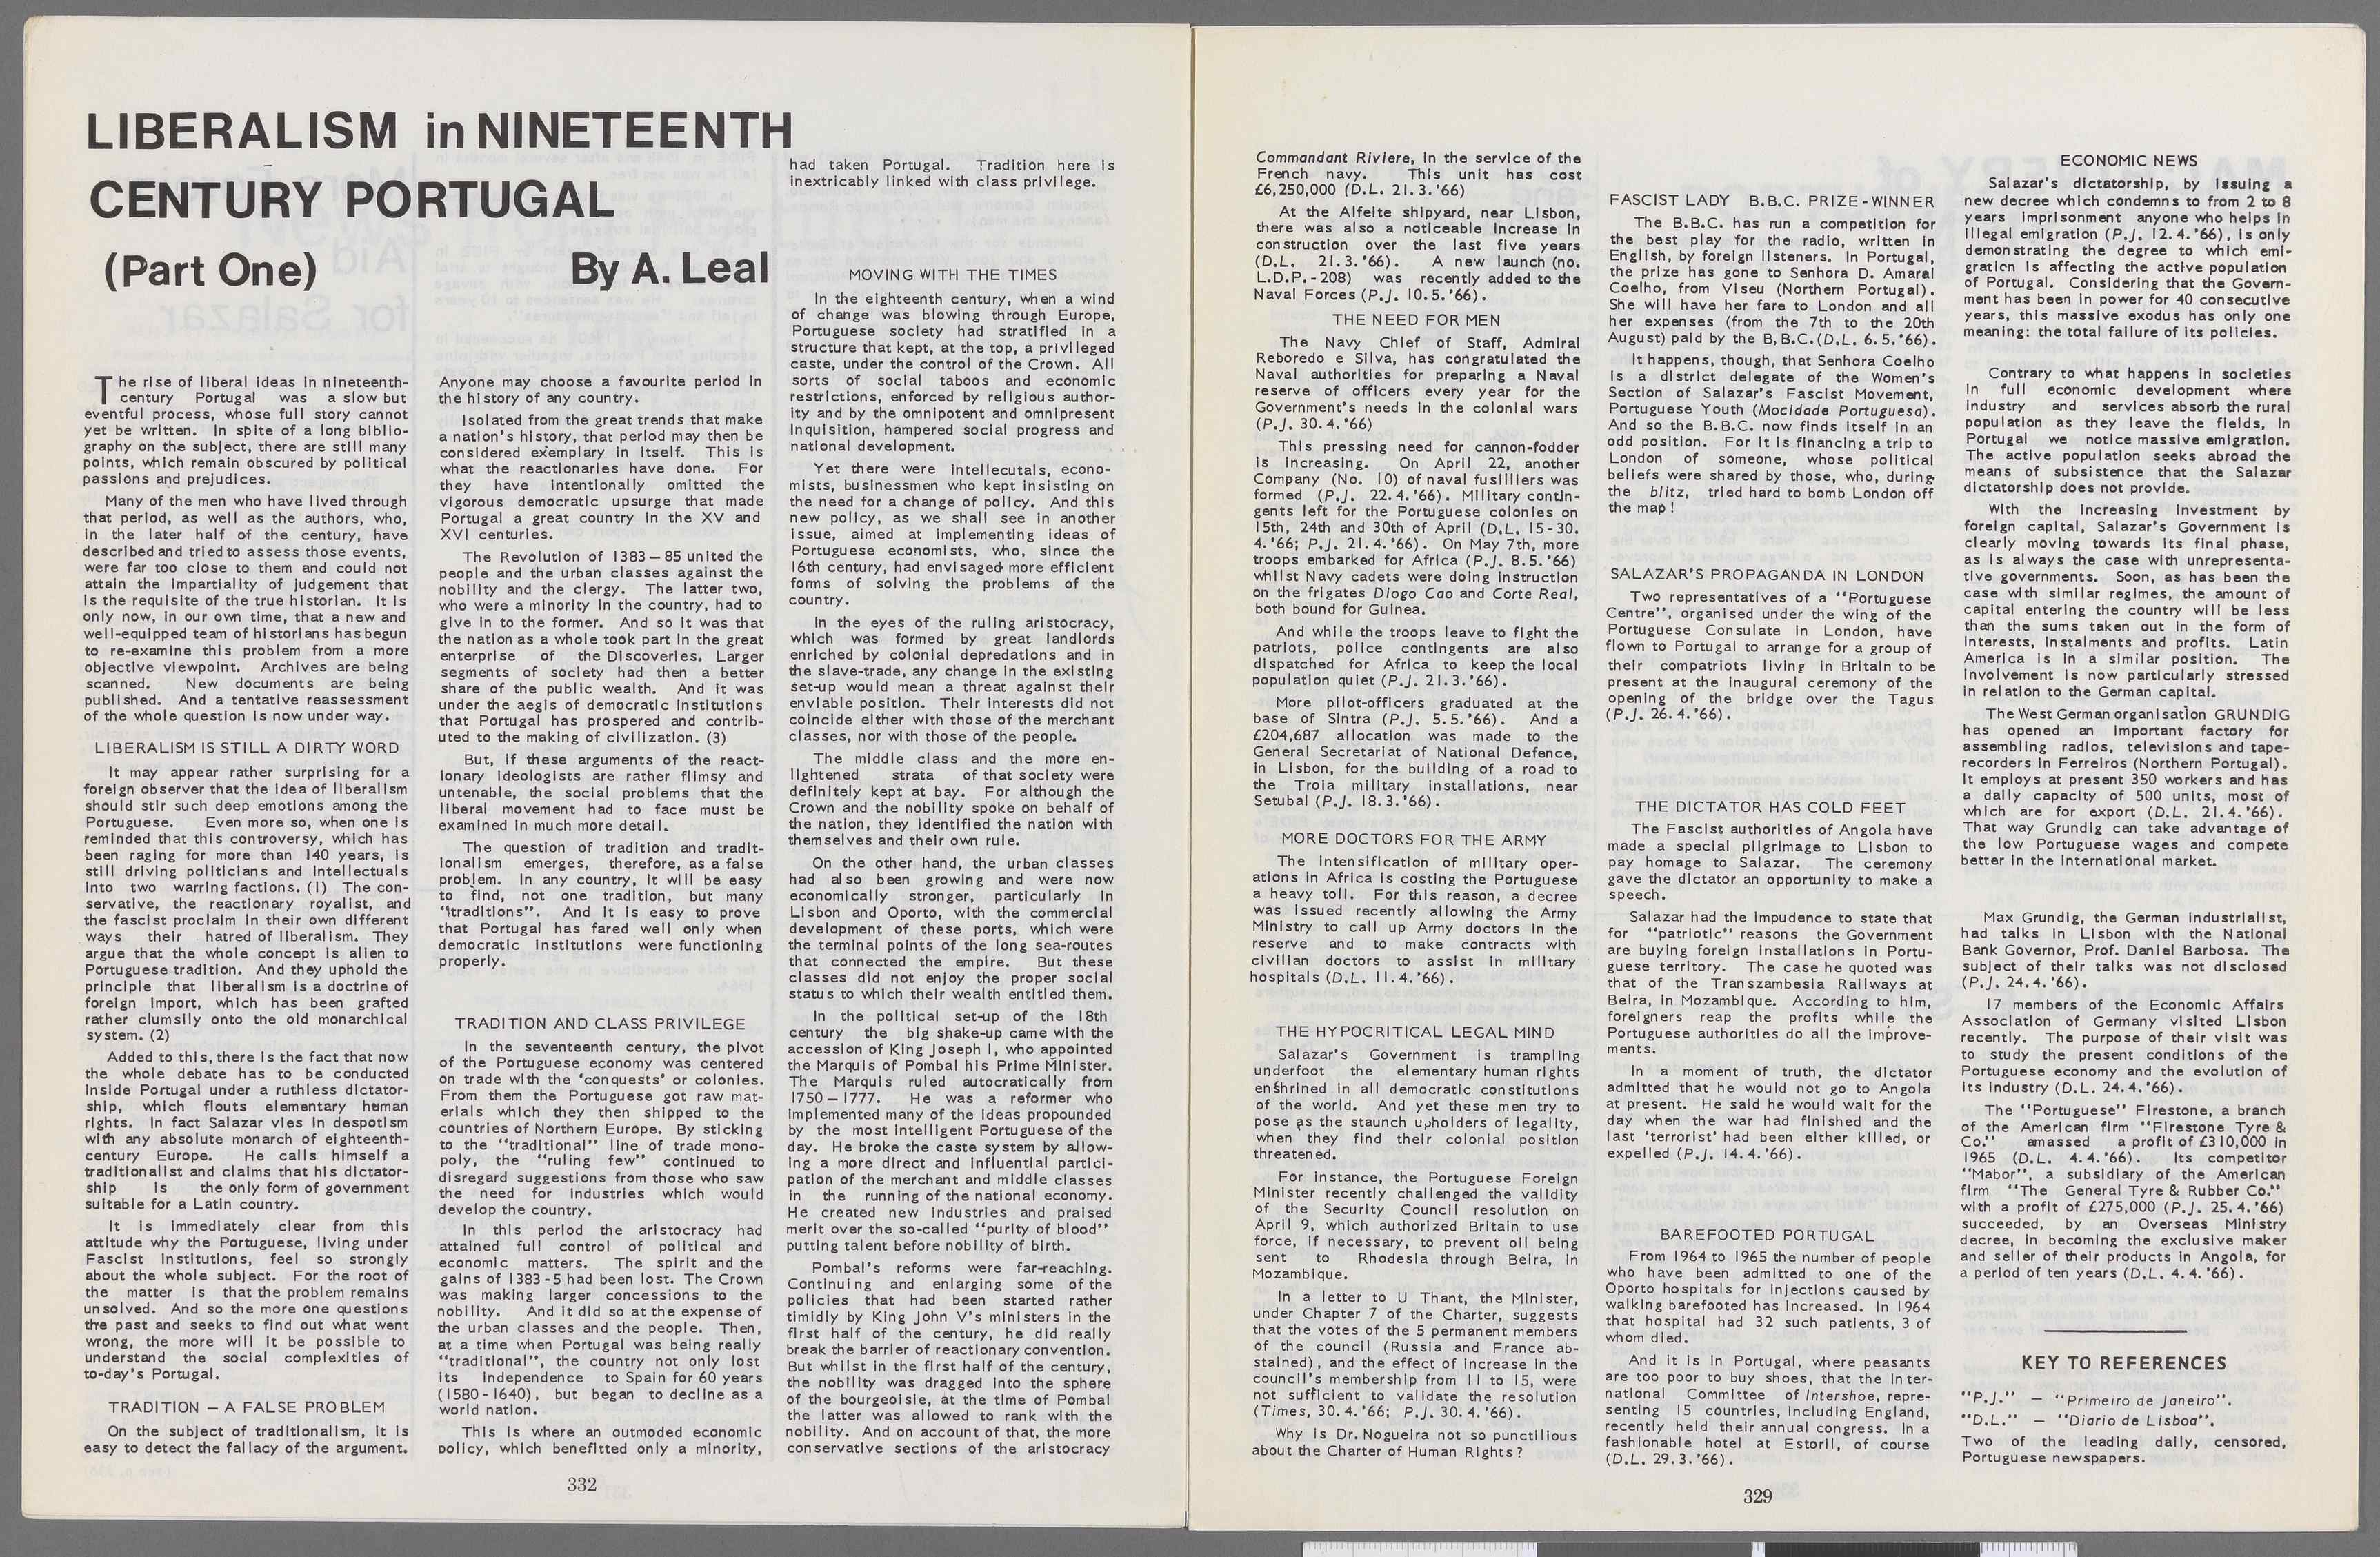 LIBERALISM in NINETEENTH
CENTURY PORTUGAL
(Part One)
By A. Leal
The rise of liberal ideas in nineteenth-
century Portugal was a slow but
eventful process, whose full story cannot
yet be written. In spite of a long biblio-
graphy on the subject, there are still many
points, which remain obscured by political
passions and prejudices.
Many of the men who have lived through
that period, as well as the authors, who,
in the later half of the century, have
described and tried to assess those events,
were far too close to them and could not
attain the impartiality of judgement that
is the requisite of the true historian. It is
only now, in our own time, that a new and
well-equipped team of historians has begun
to re-examine this problem from a more
objective viewpoint. Archives are being
scanned. New documents are being
published. And a tentative reassessment
of the whole question is now under way.
LIBERALISM IS STILL A DIRTY WORD
It may appear rather surprising for a
foreign observer that the idea of liberalism
should stir such deep emotions among the
Portuguese. Even more so, when one is
reminded that this controversy, which has
been raging for more than 140 years, is
still driving politicians and intellectuals
into two warring factions. (1) The con-
servative, the reactionary royalist, and
the fascist proclaim in their own different
ways their hatred of liberalism. They
argue that the whole concept is alien to
Portuguese tradition. And they uphold the
principle that liberalism is a doctrine of
foreign import, which has been grafted
rather clumsily onto the old monarchical
system. (2)
Added to this, there is the fact that now
the whole debate has to be conducted
inside Portugal under a ruthless dictator-
ship, which flouts elementary human
rights. In fact Salazar vies in despotism
with any absolute monarch of eighteenth-
century Europe. He calls himself a
traditionalist and claims that his dictator-
ship is the only form of government
suitable for a Latin country.
It is immediately clear from this
attitude why the Portuguese, living under
Fascist institutions, feel so strongly
about the whole subject. For the root of
the matter is that the problem remains
unsolved. And so the more one questions
the past and seeks to find out what went
wrong, the more will it be possible to
understand the social complexities of
to-day's Portugal.
TRADITION — A FALSE PROBLEM
On the subject of traditionalism, it is
easy to detect the fallacy of the argument.
Anyone may choose a favourite period in
the history of any country.
Isolated from the great trends that make
a nation's history, that period may then be
considered exemplary in itself. This is
what the reactionaries have done. For
they have intentionally omitted the
vigorous democratic upsurge that made
Portugal a great country in the XV and
XVI centuries.
The Revolution of 1383—85 united the
people and the urban classes against the
nobility and the clergy. The latter two,
who were a minority in the country, had to
give in to the former. And so it was that
the nation as a whole took part in the great
enterprise of the Discoveries. Larger
segments of society had then a better
share of the public wealth. And it was
under the aegis of democratic institutions
that Portugal has prospered and contrib-
uted to the making of civilization. (3)
But, if these arguments of the react-
ionary ideologists are rather flimsy and
untenable, the social problems that the
liberal movement had to face must be
examined in much more detail.
The question of tradition and tradit-
ionalism emerges, therefore, as a false
problem. In any country, it will be easy
to find, not one tradition, but many
"traditions". And it is easy to prove
that Portugal has fared well only when
democratic institutions were functioning
properly.
TRADITION AND CLASS PRIVILEGE
In the seventeenth century, the pivot
of the Portuguese economy was centered
on trade with the 'conquests' or colonies.
From them the Portuguese got raw mat-
erials which they then shipped to the
countries of Northern Europe. By sticking
to the "traditional" line of trade mono-
poly, the "ruling few" continued to
disregard suggestions from those who saw
the need for industries which would
develop the country.
In this period the aristocracy had
attained full control of political and
economic matters. The spirit and the
gains of 1383-5 had been lost. The Crown
was making larger concessions to the
nobility. And it did so at the expense of
the urban classes and the people. Then,
at a time when Portugal was being really
"traditional", the country not only lost
its independence to Spain for 60 years
(1580-1640), but began to decline as a
world nation.
This is where an outmoded economic
policy, which benefitted only a minority,
had taken Portugal. Tradition here is
inextricably linked with class privilege.
MOVING WITH THE TIMES
In the eighteenth century, when a wind
of change was blowing through Europe,
Portuguese society had stratified in a
structure that kept, at the top, a privileged
caste, under the control of the Crown. All
sorts of social taboos and economic
restrictions, enforced by religious author-
ity and by the omnipotent and omnipresent
Inquisition, hampered social progress and
national development.
Yet there were intellecutals, econo-
mists, businessmen who kept insisting on
the need for a change of policy. And this
new policy, as we shall see in another
issue, aimed at implementing ideas of
Portuguese economists, who, since the
16th century, had envisaged more efficient
forms of solving the problems of the
country.
In the eyes of the ruling aristocracy,
which was formed by great landlords
enriched by colonial depredations and in
the slave-trade, any change in the existing
set-up would mean a threat against their
enviable position. Their interests did not
coincide either with those of the merchant
classes, nor with those of the people.
The middle class and the more en-
lightened strata of that society were
definitely kept at bay. For although the
Crown and the nobility spoke on behalf of
the nation, they identified the nation with
themselves and their own rule.
On the other hand, the urban classes
had also been growing and were now
economically stronger, particularly in
Lisbon and Oporto, with the commercial
development of these ports, which were
the terminal points of the long sea-routes
that connected the empire. But these
classes did not enjoy the proper social
status to which their wealth entitled them.
In the political set-up of the 18th
century the big shake-up came with the
accession of King Joseph I, who appointed
the Marquis of Pombal his Prime Minister.
The Marquis ruled autocratically from
1750—1777. He was a reformer who
implemented many of the ideas propounded
by the most intelligent Portuguese of the
day. He broke the caste system by allow-
ing a more direct and influential partici-
pation of the merchant and middle classes
in the running of the national economy.
He created new industries and praised
merit over the so-called "purity of blood"
putting talent before nobility of birth.
Pombal's reforms were far-reaching.
Continuing and enlarging some of the
policies that had been started rather
timidly by King John V's ministers in the
first half of the century, he did really
break the barrier of reactionary convention.
But whilst in the first half of the century,
the nobility was dragged into the sphere
of the bourgeoisie, at the time of Pombal
the latter was allowed to rank with the
nobility. And on account of that, the more
conservative sections of the aristocracy
332
Commandant Riviere, in the service of the
French navy. This unit has cost
£6,250,000 (D.L. 21.3.'66)
At the Alfeite shipyard, near Lisbon,
there was also a noticeable increase in
construction over the last five years
(D.L. 21.3.'66). A new launch (no.
L.D.P.-208) was recently added to the
Naval Forces (P.J. 10.5.'66).
THE NEED FOR MEN
The Navy Chief of Staff, Admiral
Reboredo e Silva, has congratulated the
Naval authorities for preparing a Naval
reserve of officers every year for the
Government's needs in the colonial wars
(P.J. 30.4.'66)
This pressing need for cannon-fodder
is increasing. On April 22, another
Company (No. 10) of naval fusilliers was
formed (P.J. 22.4.'66). Military contin-
gents left for the Portuguese colonies on
15th, 24th and 30th of April (D.L. 15-30.
4.'66; P.J. 21.4.'66). On May 7th, more
troops embarked for Africa (P.J. 8.5.'66)
whilst Navy cadets were doing instruction
on the frigates Diogo Cao and Corte Real,
both bound for Guinea.
And while the troops leave to fight the
patriots, police contingents are also
dispatched for Africa to keep the local
population quiet (P.J. 21.3.'66).
More pilot-officers graduated at the
base of Sintra (P.J. 5.5.'66). And a
£204,687 allocation was made to the
General Secretariat of National Defence,
in Lisbon, for the building of a road to
the Troia military installations, near
Setubal (P.J. 18.3.'66).
MORE DOCTORS FOR THE ARMY
The intensification of military oper-
ations in Africa is costing the Portuguese
a heavy toll. For this reason, a decree
was issued recently allowing the Army
Ministry to call up Army doctors in the
reserve and to make contracts with
civilian doctors to assist in military
hospitals (D.L. 11.4.'66).
THE HYPOCRITICAL LEGAL MIND
Salazar's Government is trampling
underfoot the elementary human rights
enshrined in all democratic constitutions
of the world. And yet these men try to
pose as the staunch upholders of legality,
when they find their colonial position
threatened.
For instance, the Portuguese Foreign
Minister recently challenged the validity
of the Security Council resolution on
April 9, which authorized Britain to use
force, if necessary, to prevent oil being
sent to Rhodesia through Beira, in
Mozambique.
In a letter to U Thant, the Minister,
under Chapter 7 of the Charter, suggests
that the votes of the 5 permanent members
of the council (Russia and France ab-
stained), and the effect of increase in the
council's membership from 11 to 15, were
not sufficient to validate the resolution
(Times, 30.4.'66; P.J. 30.4.'66).
Why is Dr. Nogueira not so punctilious
about the Charter of Human Rights?
FASCIST LADY B.B.C. PRIZE-WINNER
The B.B.C. has run a competition for
the best play for the radio, written in
English, by foreign listeners. In Portugal,
the prize has gone to Senhora D. Amaral
Coelho, from Viseu (Northern Portugal).
She will have her fare to London and all
her expenses (from the 7th to the 20th
August) paid by the B,B.C. (D.L. 6.5.'66).
It happens, though, that Senhora Coelho
is a district delegate of the Women's
Section of Salazar's Fascist Movement,
Portuguese Youth (Mocidade Portuguesa).
And so the B.B.C. now finds itself in an
odd position. For it is financing a trip to
London of someone, whose political
beliefs were shared by those, who, during
the blitz, tried hard to bomb London off
the map!
SALAZAR'S PROPAGANDA IN LONDON
Two representatives of a "Portuguese
Centre", organised under the wing of the
Portuguese Consulate in London, have
flown to Portugal to arrange for a group of
their compatriots living in Britain to be
present at the inaugural ceremony of the
opening of the bridge over the Tagus
(P.J. 26.4.'66).
THE DICTATOR HAS COLD FEET
The Fascist authorities of Angola have
made a special pilgrimage to Lisbon to
pay homage to Salazar. The ceremony
gave the dictator an opportunity to make a
speech.
Salazar had the impudence to state that
for "patriotic" reasons the Government
are buying foreign installations in Portu-
guese territory. The case he quoted was
that of the Transzambesia Railways at
Beira, in Mozambique. According to him,
foreigners reap the profits while the
Portuguese authorities do all the improve-
ments.
In a moment of truth, the dictator
admitted that he would not go to Angola
at present. He said he would wait for the
day when the war had finished and the
last 'terrorist' had been either killed, or
expelled (P.J. 14.4.'66).
BAREFOOTED PORTUGAL
From 1964 to 1965 the number of people
who have been admitted to one of the
Oporto hospitals for injections caused by
walking barefooted has increased. In 1964
that hospital had 32 such patients, 3 of
whom died.
And it is in Portugal, where peasants
are too poor to buy shoes, that the Inter-
national Committee of Intershoe, repre-
senting 15 countries, including England,
recently held their annual congress. In a
fashionable hotel at Estoril, of course
(D.L. 29.3.'66).
ECONOMIC NEWS
Salazar's dictatorship, by issuing a
new decree which condemns to from 2 to 8
years imprisonment anyone who helps in
illegal emigration (P.J. 12.4.'66), is only
demonstrating the degree to which emi-
gration is affecting the active population
of Portugal. Considering that the Govern-
ment has been in power for 40 consecutive
years, this massive exodus has only one
meaning: the total failure of its policies.
Contrary to what happens in societies
in full economic development where
industry and services absorb the rural
population as they leave the fields, in
Portugal we notice massive emigration.
The active population seeks abroad the
means of subsistence that the Salazar
dictatorship does not provide.
With the increasing investment by
foreign capital, Salazar's Government is
clearly moving towards its final phase,
as is always the case with unrepresenta-
tive governments. Soon, as has been the
case with similar regimes, the amount of
capital entering the country will be less
than the sums taken out in the form of
interests, instalments and profits. Latin
America is in a similar position. The
involvement is now particularly stressed
in relation to the German capital.
The West German organisation GRUNDIG
has opened an important factory for
assembling radios, televisions and tape-
recorders in Ferreiros (Northern Portugal).
It employs at present 350 workers and has
a daily capacity of 500 units, most of
which are for export (D.L. 21.4.'66).
That way Grundig can take advantage of
the low Portuguese wages and compete
better in the international market.
Max Grundig, the German industrialist,
had talks in Lisbon with the National
Bank Governor, Prof. Daniel Barbosa. The
subject of their talks was not disclosed
(P.J. 24.4.'66).
17 members of the Economic Affairs
Association of Germany visited Lisbon
recently. The purpose of their visit was
to study the present conditions of the
Portuguese economy and the evolution of
its industry (D.L. 24.4.'66).
The "Portuguese" Firestone, a branch
of the American firm "Firestone Tyre &
Co." amassed a profit of £310,000 in
1965 (D.L. 4.4.'66). Its competitor
"Mabor", a subsidiary of the American
firm "The General Tyre & Rubber Co."
with a profit of £275,000 (P.J. 25.4.'66)
succeeded, by an Overseas Ministry
decree, in becoming the exclusive maker
and seller of their products in Angola, for
a period of ten years (D.L. 4.4.'66).
KEY TO REFERENCES
"P.J." — "Primeiro de Janeiro".
"D.L." — "Diario de Lisboa".
Two of the leading daily, censored,
Portuguese newspapers.
329